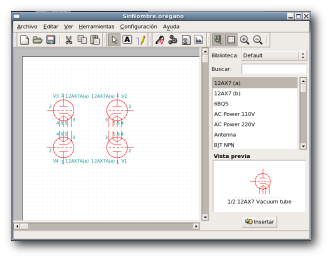 SinNombre.oregano
Archivo Editar Ver Herramientas Configuración Ayuda
Biblioteca: Default
Buscar:
12AX7 (a)
12AX7 (b)
6BQ5
AC Power 110V
AC Power 220V
Antenna
BJT NPN
Vista previa
1/2 12AX7 Vacuum tube
Insertar
V3 12AX7A(a) 12AX7A(a) V2
V4 12AX7A(a) 12AX7A(a) V1